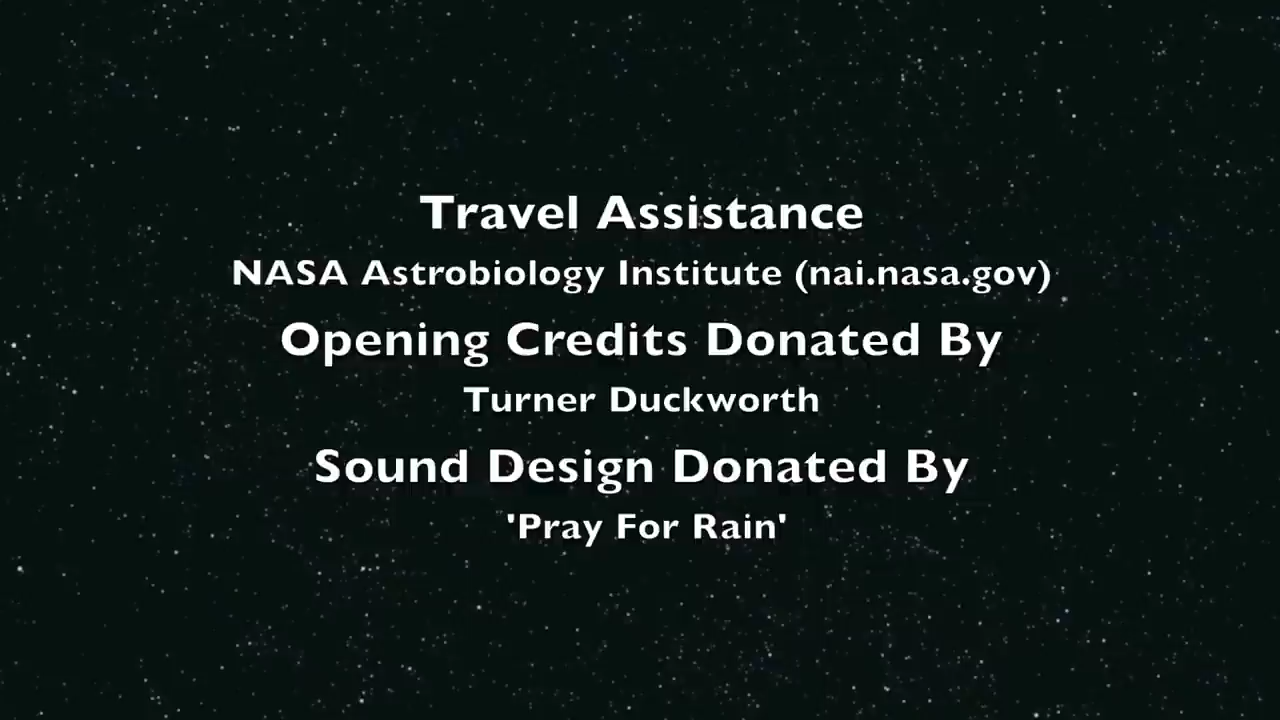 Travel Assistance
NASA Astrobiology Institute (nai.nasa.gov)
Opening Credits Donated By
Turner Duckworth
Sound Design Donated By
'Pray For Rain'